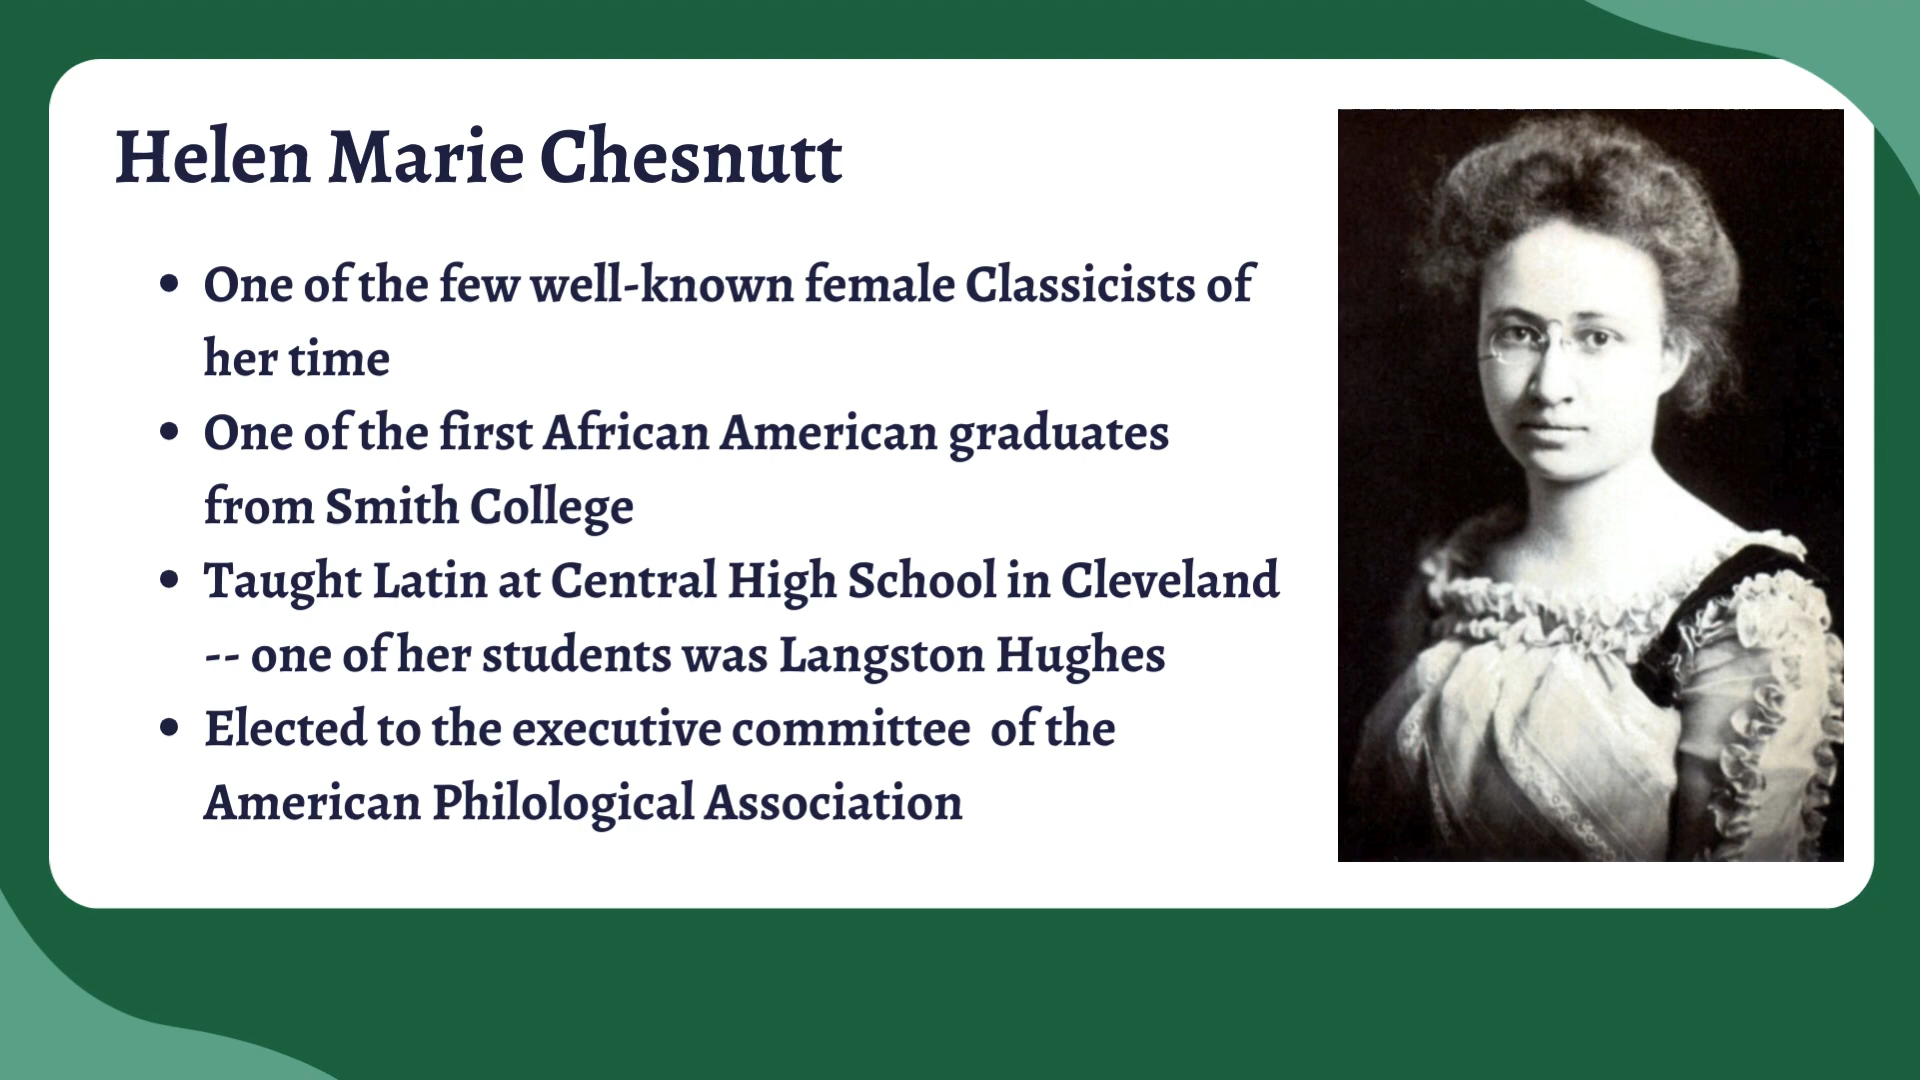 Helen Marie Chesnutt
• One of the few well-known female Classicists of
her time
• One of the first African American graduates
from Smith College
• Taught Latin at Central High School in Cleveland
-- one of her students was Langston Hughes
• Elected to the executive committee  of the
American Philological Association